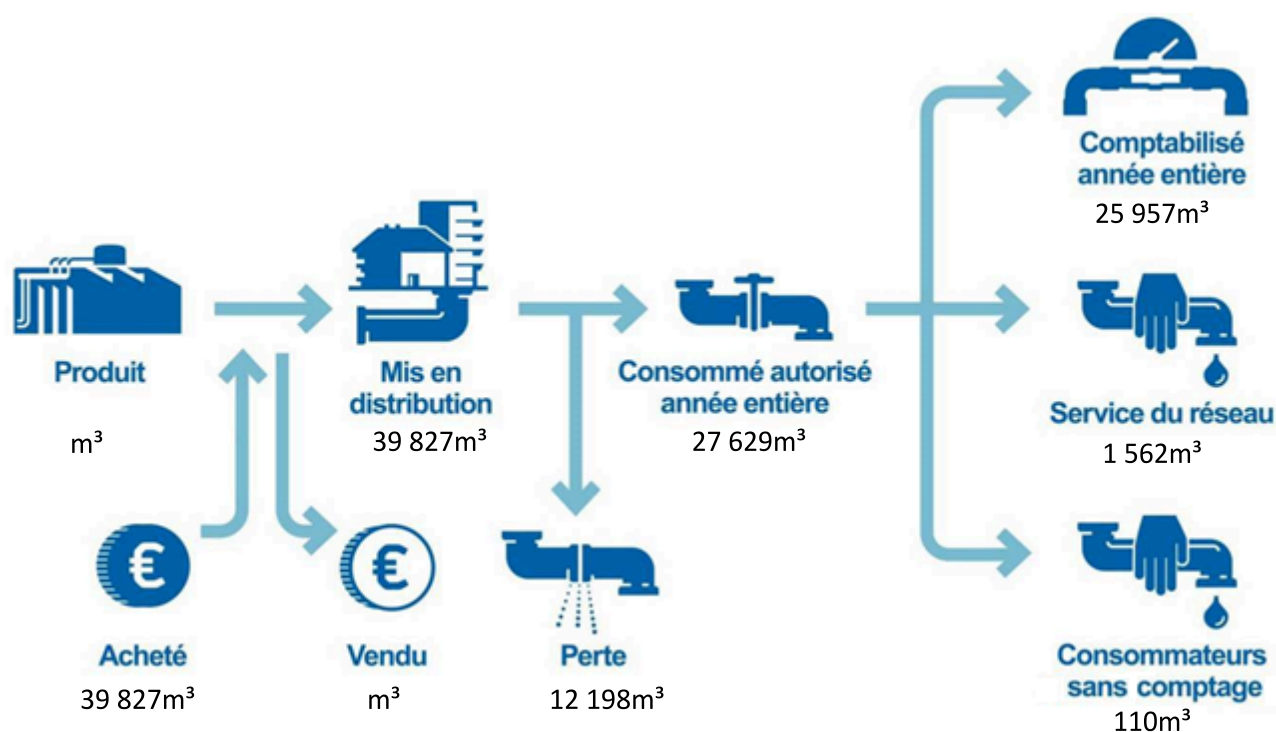 Comptabilisé
année entière
25 957m³
Produit
m³
Mis en
distribution
39 827m³
Consommé autorisé
année entière
27 629m³
Service du réseau
1 562m³
€
Acheté
39 827m³
€
Vendu
m³
Perte
12 198m³
Consommateurs
sans comptage
110m³